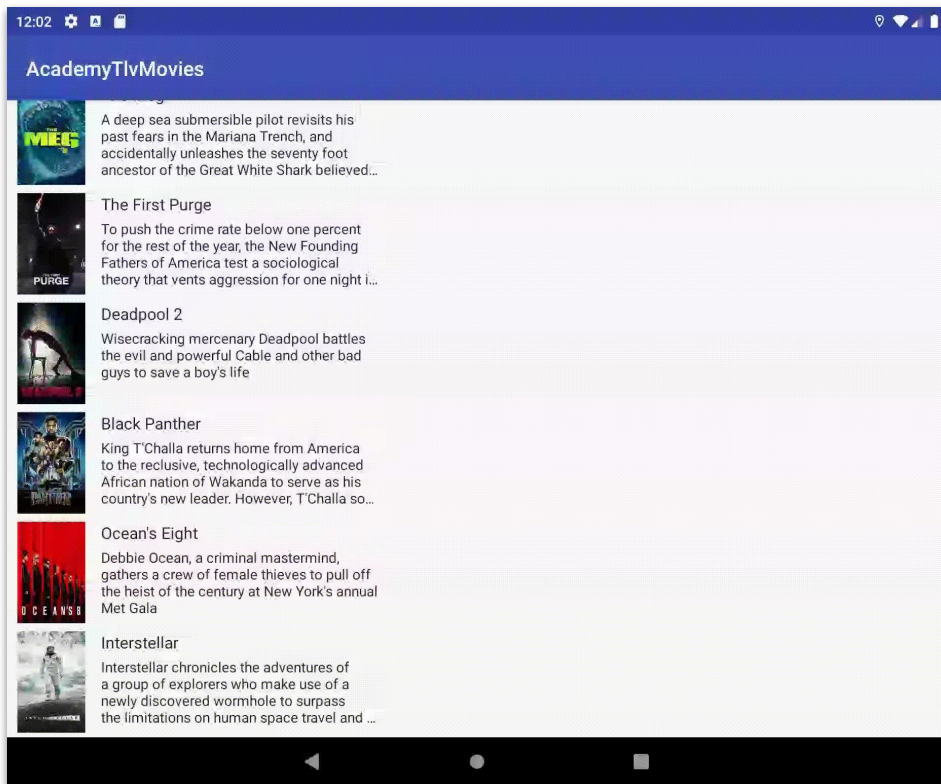 12:02
AcademyTlvMovies
THE
MEG
A deep sea submersible pilot revisits his
past fears in the Mariana Trench, and
accidentally unleashes the seventy foot
ancestor of the Great White Shark believed...
PURGE
The First Purge
To push the crime rate below one percent
for the rest of the year, the New Founding
Fathers of America test a sociological
theory that vents aggression for one night i...
Deadpool 2
Wisecracking mercenary Deadpool battles
the evil and powerful Cable and other bad
guys to save a boy's life
Black Panther
King T'Challa returns home from America
to the reclusive, technologically advanced
African nation of Wakanda to serve as his
country's new leader. However, T'Challa so...
OCEANS8
Ocean's Eight
Debbie Ocean, a criminal mastermind,
gathers a crew of female thieves to pull off
the heist of the century at New York's annual
Met Gala
Interstellar
Interstellar chronicles the adventures of
a group of explorers who make use of a
newly discovered wormhole to surpass
the limitations on human space travel and ...